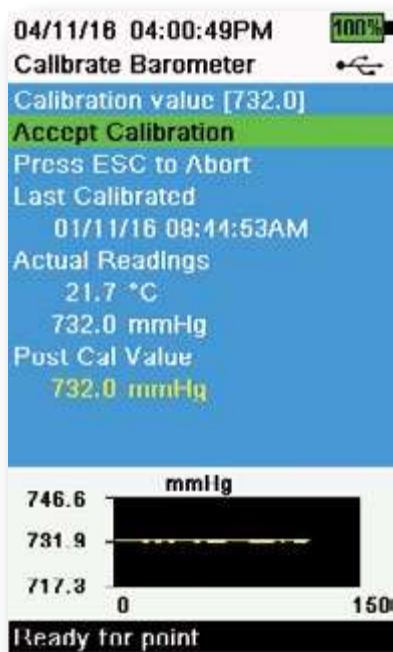 04/11/16 04:00:49PM 100%
Calibrate Barometer
Calibration value [732.0]
Accept Calibration
Press ESC to Abort
Last Calibrated
01/11/16 09:44:53AM
Actual Readings
21.7 °C
732.0 mmHg
Post Cal Value
732.0 mmHg
mmHg
746.6
731.9
717.3
0 150
Ready for point